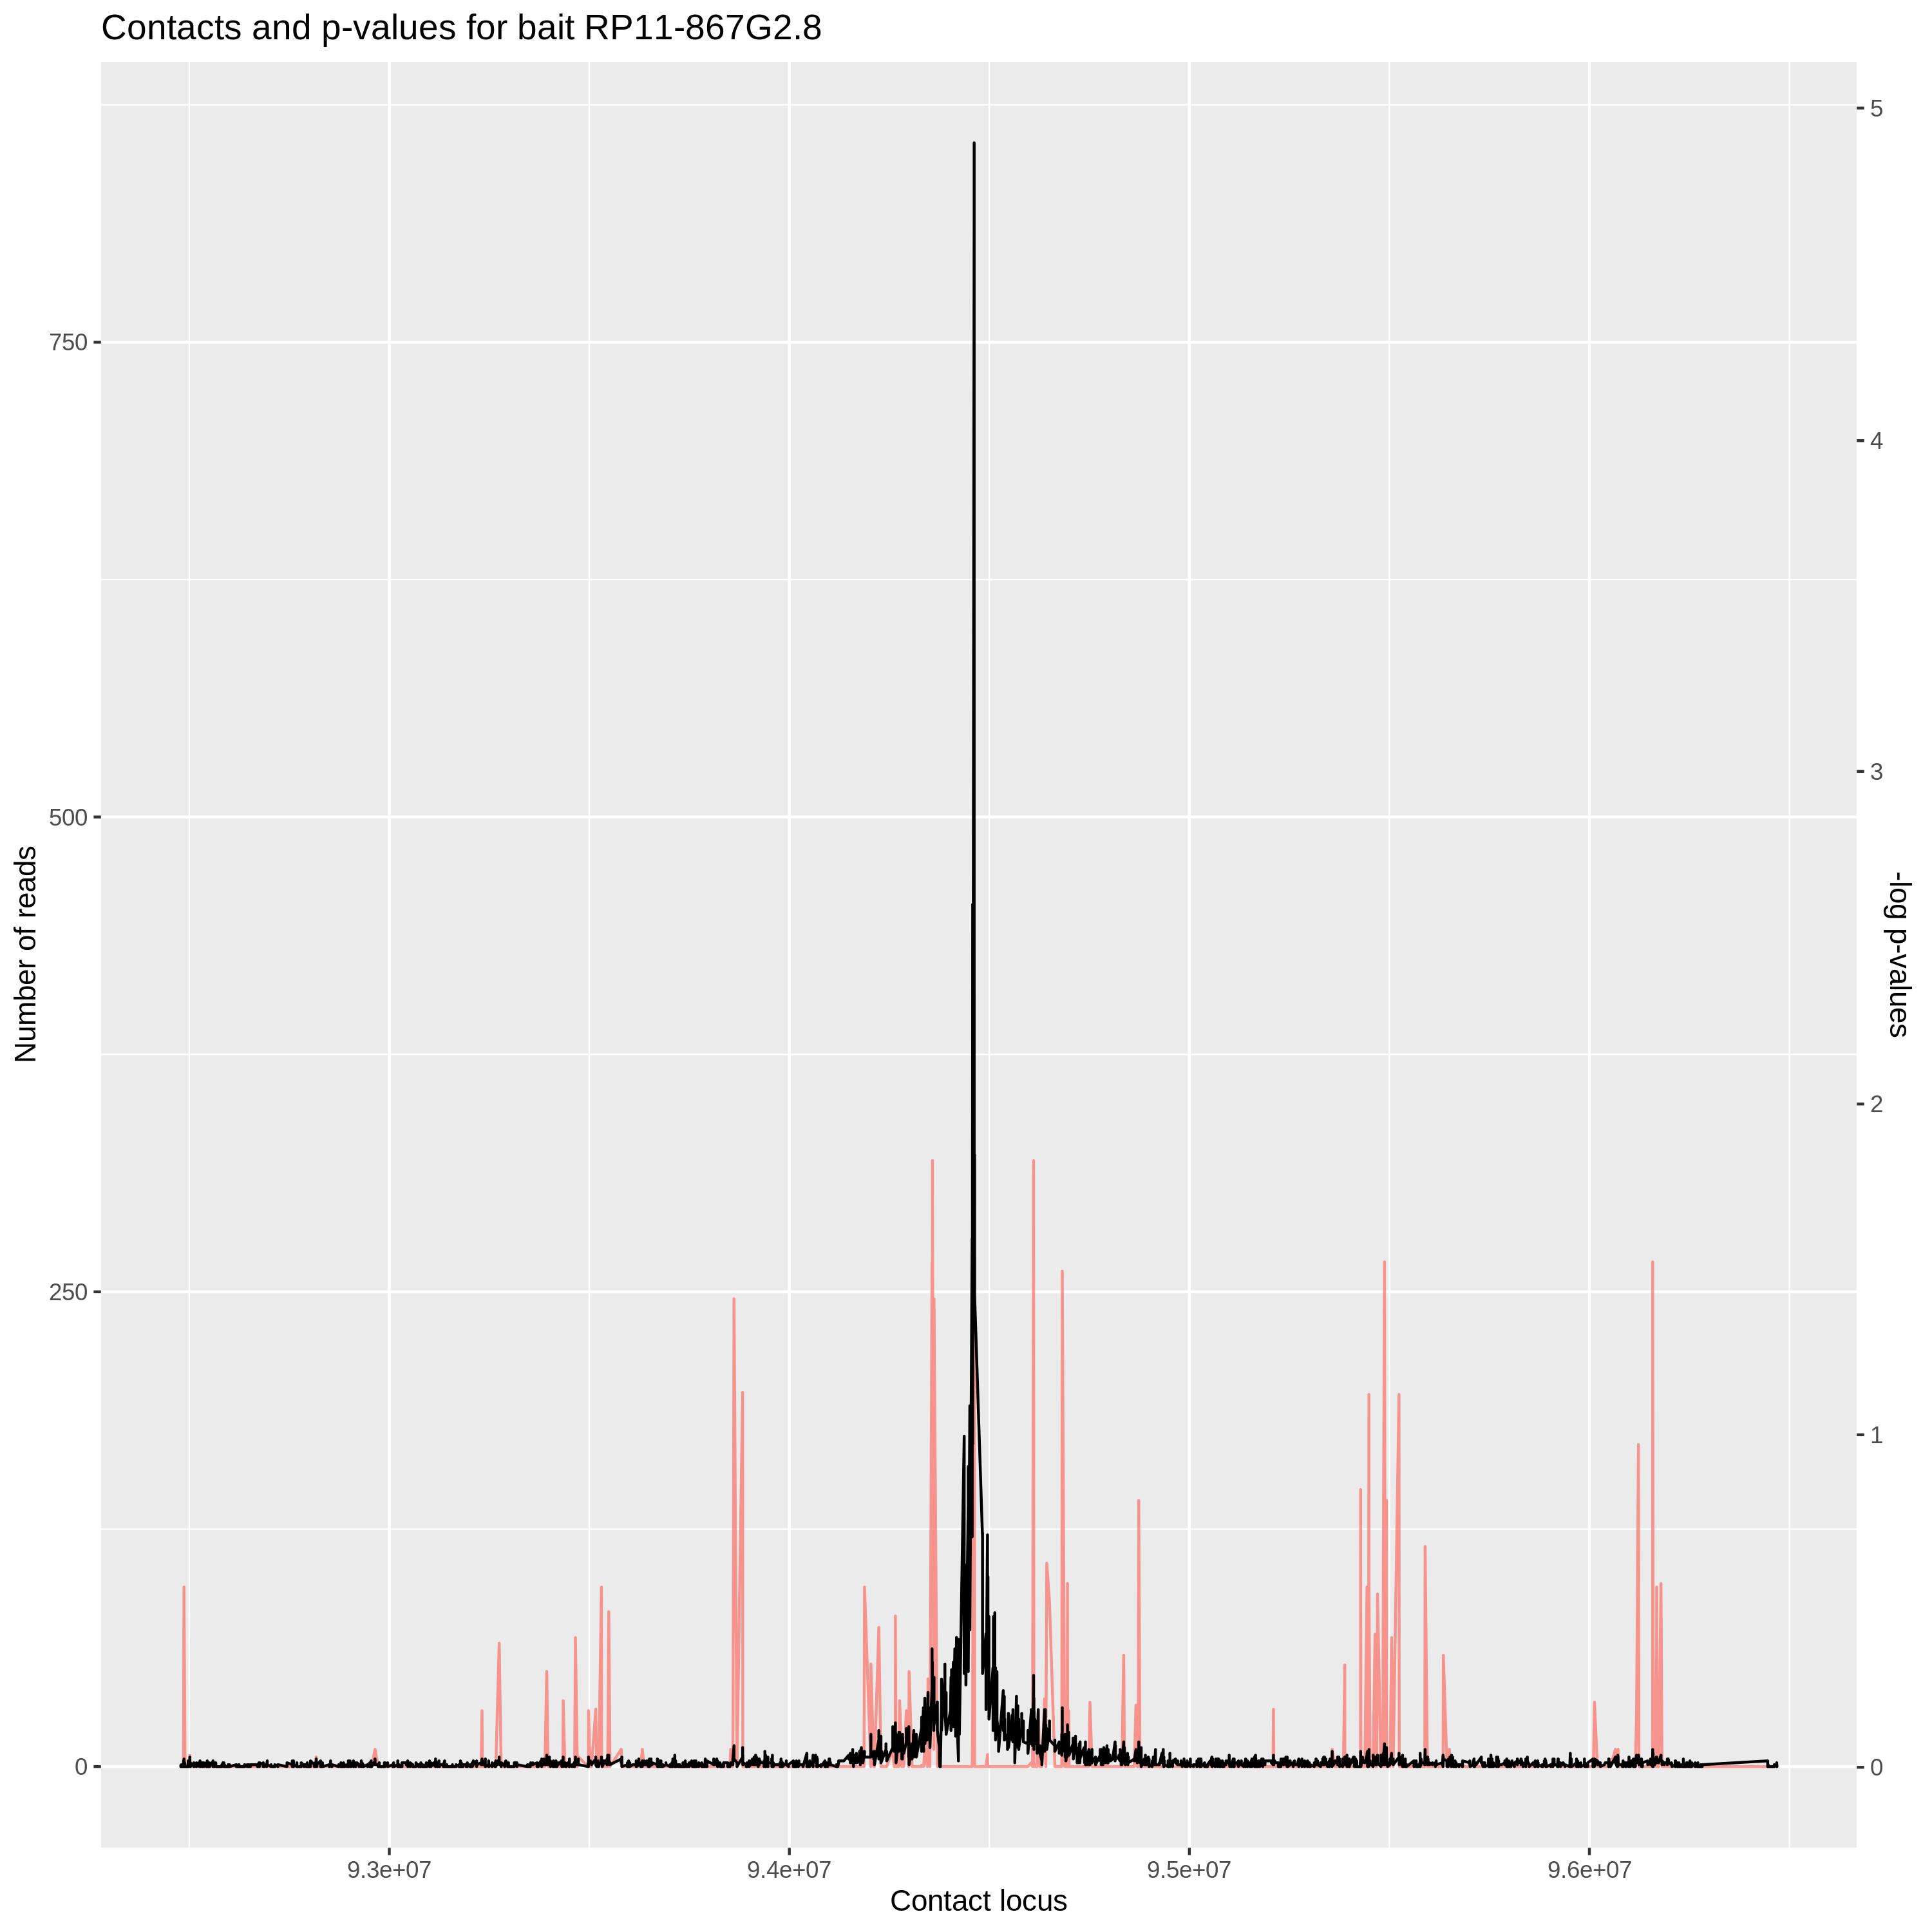 Contacts and p-values for bait RP11-867G2.8
750
500
250
0
5
4
3
2
1
0
Number of reads
-log p-values
9.3e+07
9.4e+07
9.5e+07
9.6e+07
Contact locus